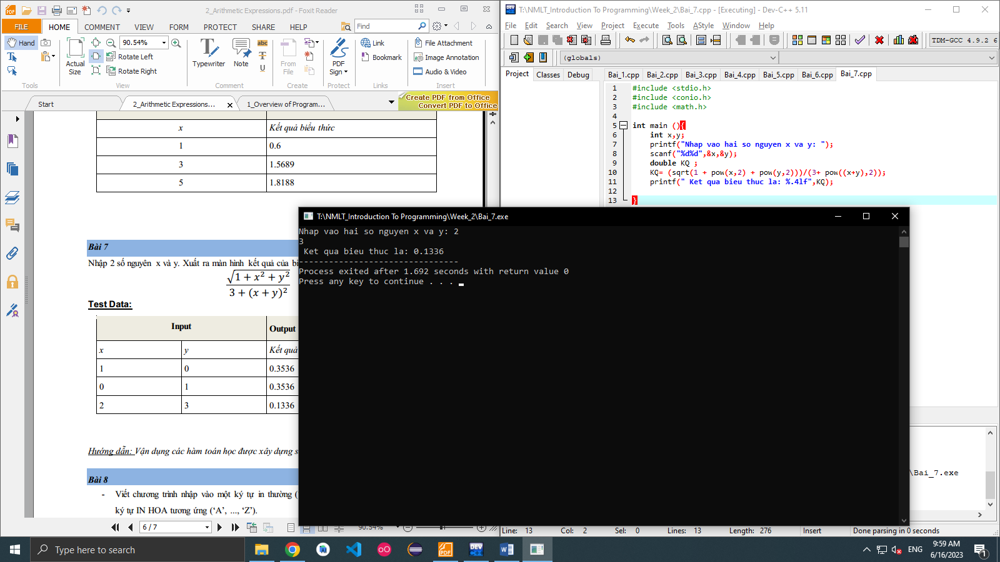 2_Arithmetic Expressions.pdf - Foxit Reader
FILE HOME COMMENT VIEW FORM PROTECT SHARE HELP Find
Hand
90.54%
Rotate Left
Rotate Right
Actual Size
Typewriter
Note
From File
PDF Sign
Link
Bookmark
File Attachment
Image Annotation
Audio & Video
Tools View Comment Create Protect Links Insert
Start 2_Arithmetic Expressions... 1_Overview of Program...
Create PDF from Office
Convert PDF to Office
x Kết quả biểu thức
1 0.6
3 1.5689
5 1.8188
Bài 7
Nhập 2 số nguyên x và y. Xuất ra màn hình kết quả của bi
√1 + x² + y²
3 + (x + y)²
Test Data:
Input Output
x y Kết quả
1 0 0.3536
0 1 0.3536
2 3 0.1336
Hướng dẫn: Vận dụng các hàm toán học được xây dựng s
Bài 8
- Viết chương trình nhập vào một ký tự in thường (
ký tự IN HOA tương ứng (‘A’, ..., ‘Z’).
6 / 7
90.54%
T:\NMLT_Introduction To Programming\Week_2\Bai_7.cpp - [Executing] - Dev-C++ 5.11
File Edit Search View Project Execute Tools AStyle Window Help
TDM-GCC 4.9.2 6
(globals)
Project Classes Debug
Bai_1.cpp Bai_2.cpp Bai_3.cpp Bai_4.cpp Bai_5.cpp Bai_6.cpp Bai_7.cpp
1 #include <stdio.h>
2 #include <conio.h>
3 #include <math.h>
4
5 int main (){
6 int x,y;
7 printf("Nhap vao hai so nguyen x va y: ");
8 scanf("%d%d",&x,&y);
9 double KQ ;
10 KQ= (sqrt(1 + pow(x,2) + pow(y,2)))/(3+ pow((x+y),2));
11 printf(" Ket qua bieu thuc la: %.4lf",KQ);
12
13 }
T:\NMLT_Introduction To Programming\Week_2\Bai_7.exe
Nhap vao hai so nguyen x va y: 2
3
Ket qua bieu thuc la: 0.1336
--------------------------------
Process exited after 1.692 seconds with return value 0
Press any key to continue . . .
\Bai_7.exe
Line: 13 Col: 2 Sel: 0 Lines: 13 Length: 276 Insert Done parsing in 0 seconds
Type here to search
ENG
9:59 AM
6/16/2023
1